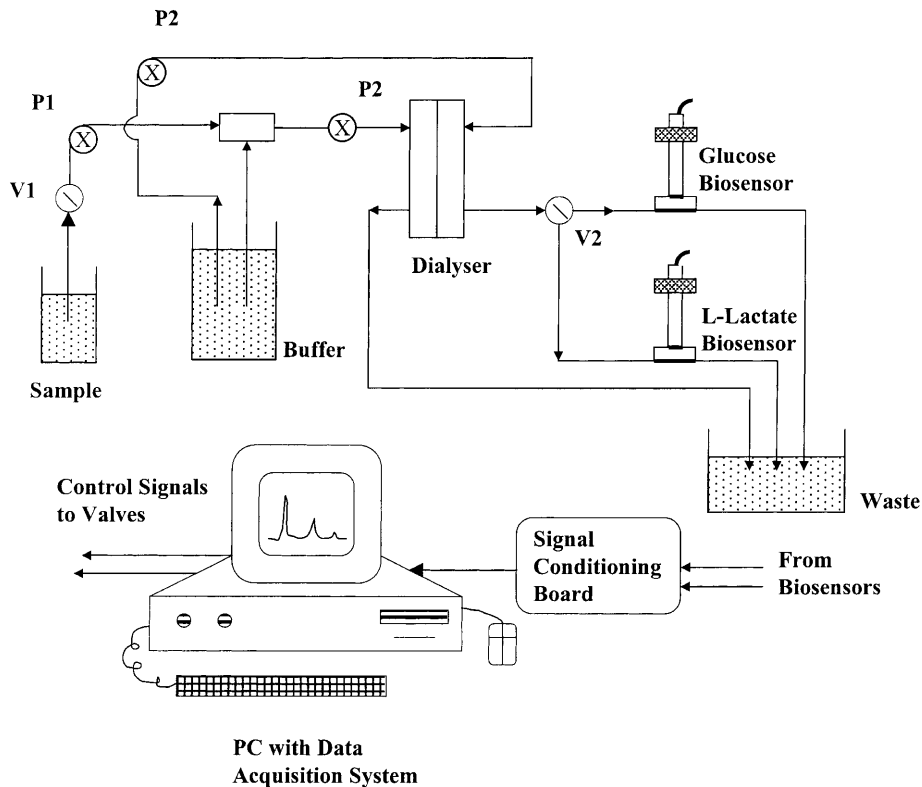 P2
P1
P2
X
X
X
V1
Glucose
Biosensor
V2
Dialyser
L-Lactate
Biosensor
Buffer
Sample
Control Signals
to Valves
Waste
Signal
Conditioning
Board
From
Biosensors
PC with Data
Acquisition System